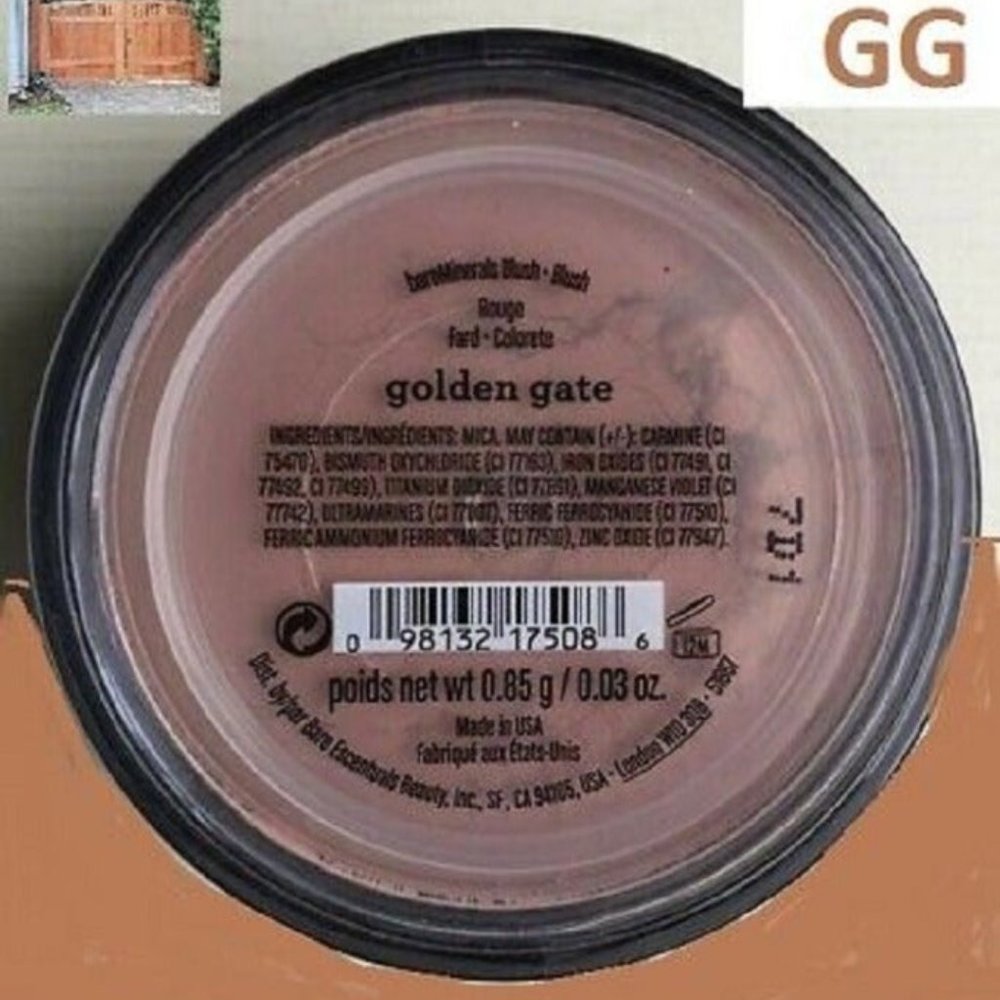 GG
bareMinerals Blush • Blush
Rouge
Fard • Colorete
golden gate
INGREDIENTS/INGRÉDIENTS: MICA. MAY CONTAIN (+/-): CARMINE (CI
75470), BISMUTH OXYCHLORIDE (CI 77163), IRON OXIDES (CI 77491, CI
77492, CI 77499), TITANIUM DIOXIDE (CI 77891), MANGANESE VIOLET (CI
77742), ULTRAMARINES (CI 77007), FERRIC FERROCYANIDE (CI 77510),
FERRIC AMMONIUM FERROCYANIDE (CI 77510), ZINC OXIDE (CI 77947).
0 98132 17508 6
12M
poids net wt 0.85 g / 0.03 oz.
Made in USA
Fabriqué aux États-Unis
Dist. by/par Bare Escentuals Beauty, Inc., SF, CA 94105, USA • London W1D 3QB •